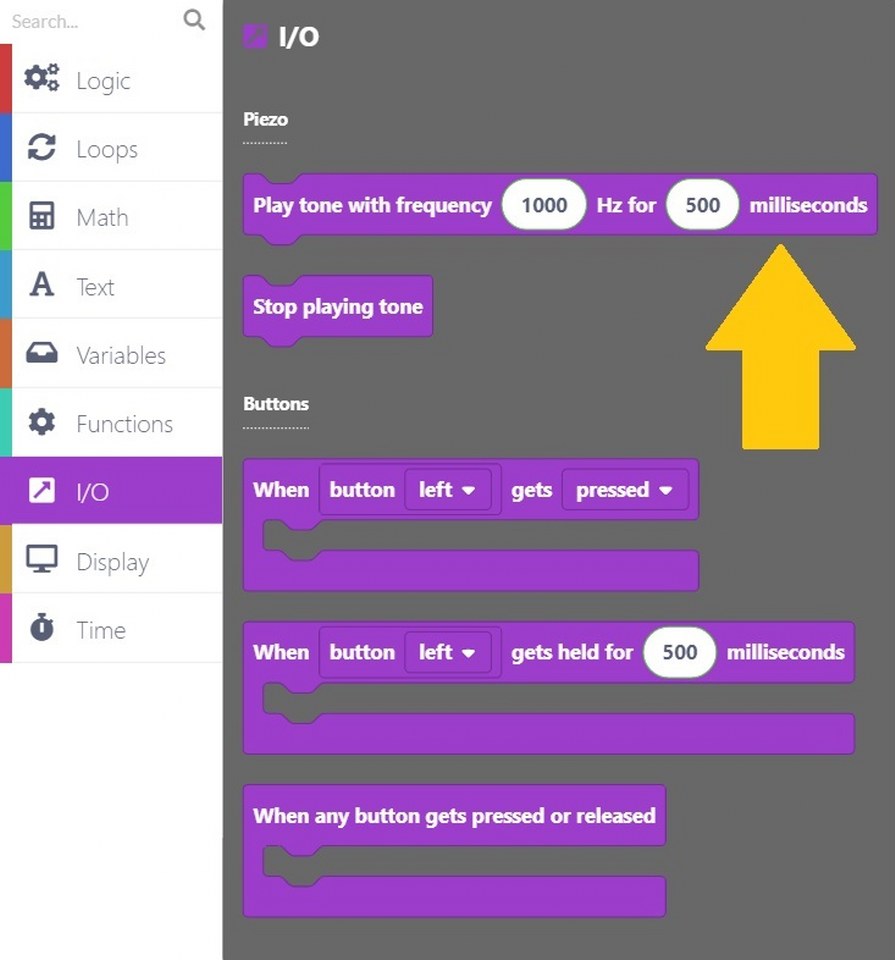 Search...
Logic
Loops
Math
Text
Variables
Functions
I/O
Display
Time
I/O
Piezo
Play tone with frequency 1000 Hz for 500 milliseconds
Stop playing tone
Buttons
When button left gets pressed
When button left gets held for 500 milliseconds
When any button gets pressed or released